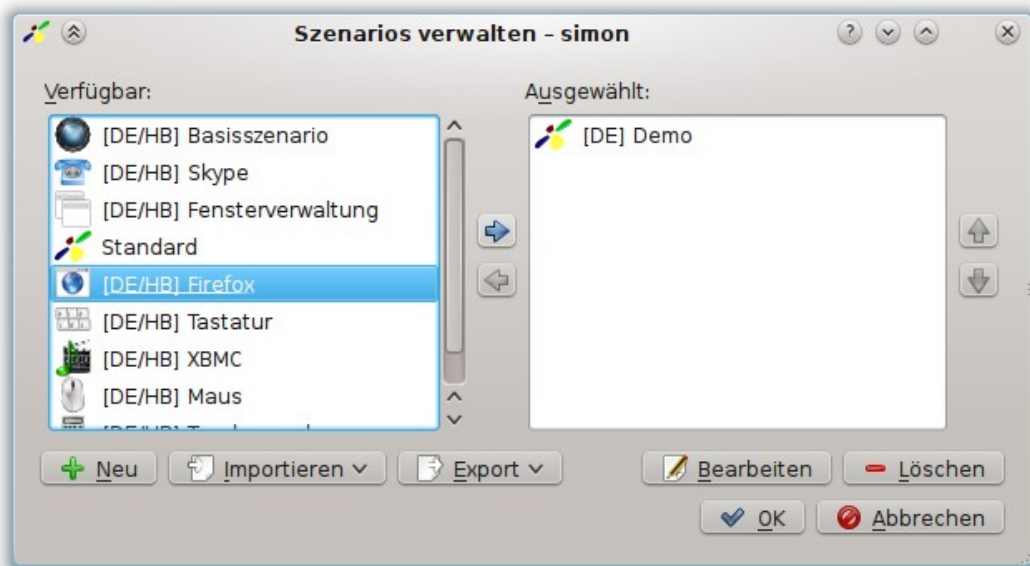 Szenarios verwalten – simon
Verfügbar:
[DE/HB] Basisszenario
[DE/HB] Skype
[DE/HB] Fensterverwaltung
Standard
[DE/HB] Firefox
[DE/HB] Tastatur
[DE/HB] XBMC
[DE/HB] Maus
Ausgewählt:
[DE] Demo
Neu
Importieren
Export
Bearbeiten
Löschen
OK
Abbrechen